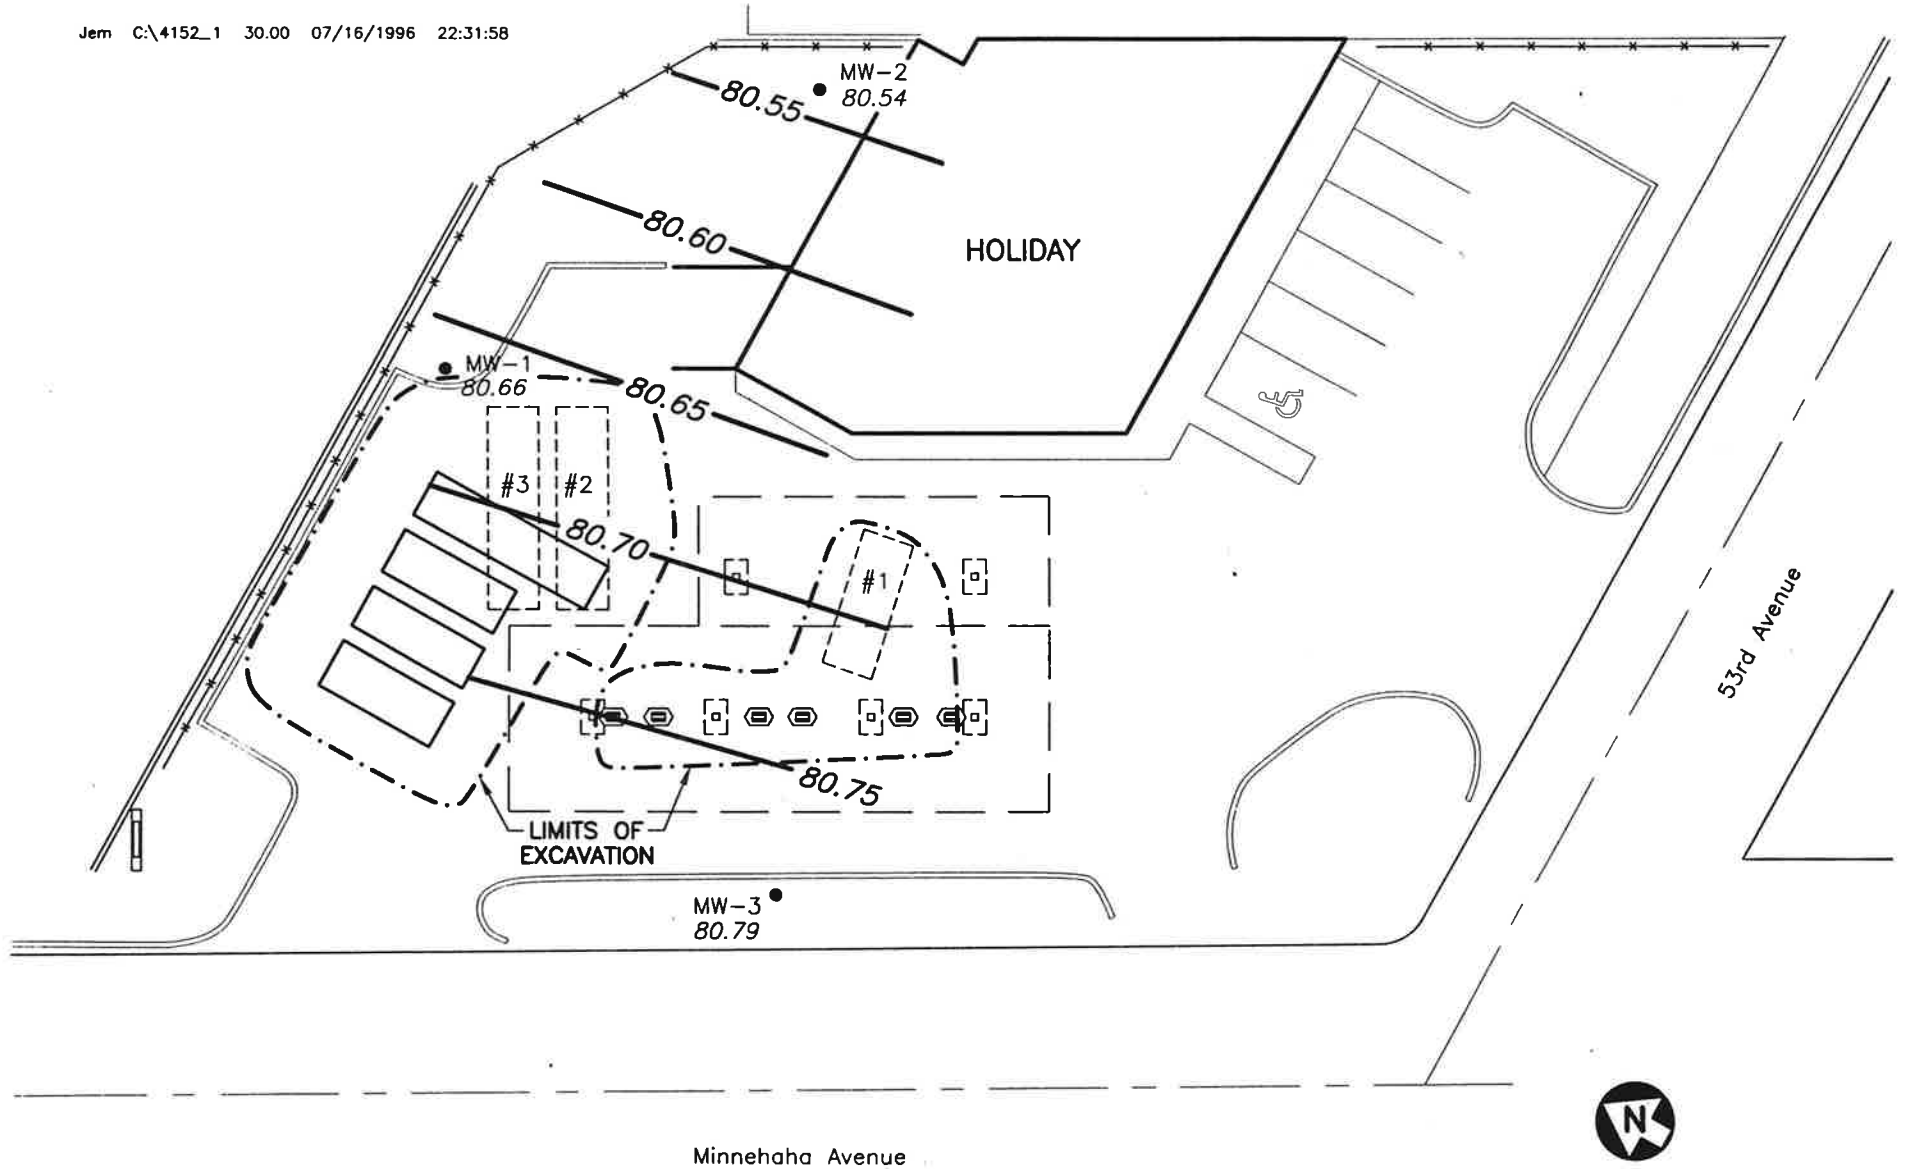 Jem C:\4152_1 30.00 07/16/1996 22:31:58
MW-2
80.54
80.55
80.60
HOLIDAY
MW-1
80.66
80.65
#3 #2
80.70
#1
53rd Avenue
80.75
LIMITS OF
EXCAVATION
MW-3
80.79
N
Minnehaha Avenue